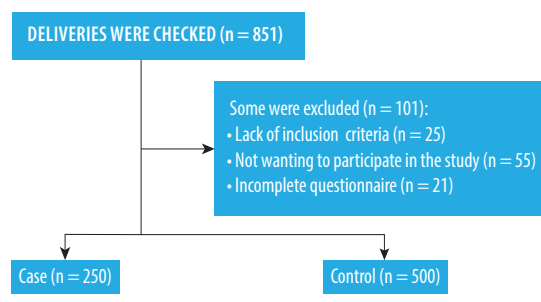 DELIVERIES WERE CHECKED (n = 851)
Some were excluded (n = 101):
• Lack of inclusion criteria (n = 25)
• Not wanting to participate in the study (n = 55)
• Incomplete questionnaire (n = 21)
Case (n = 250)
Control (n = 500)